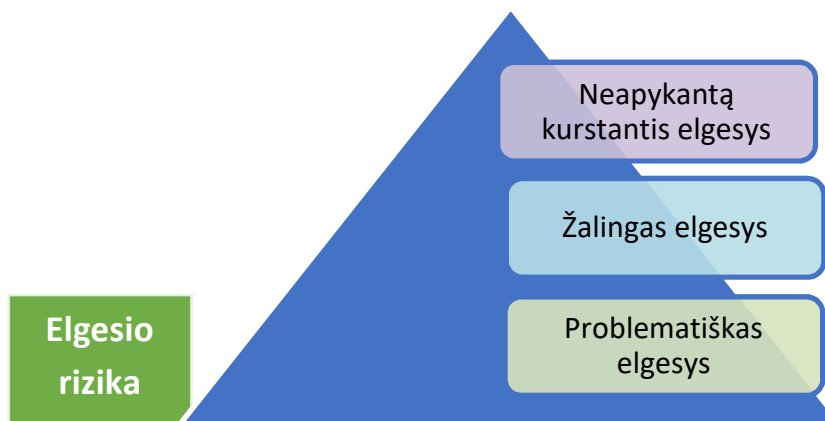 Neapykantą
kurstantis elgesys
Žalingas elgesys
Problematiškas
elgesys
Elgesio
rizika